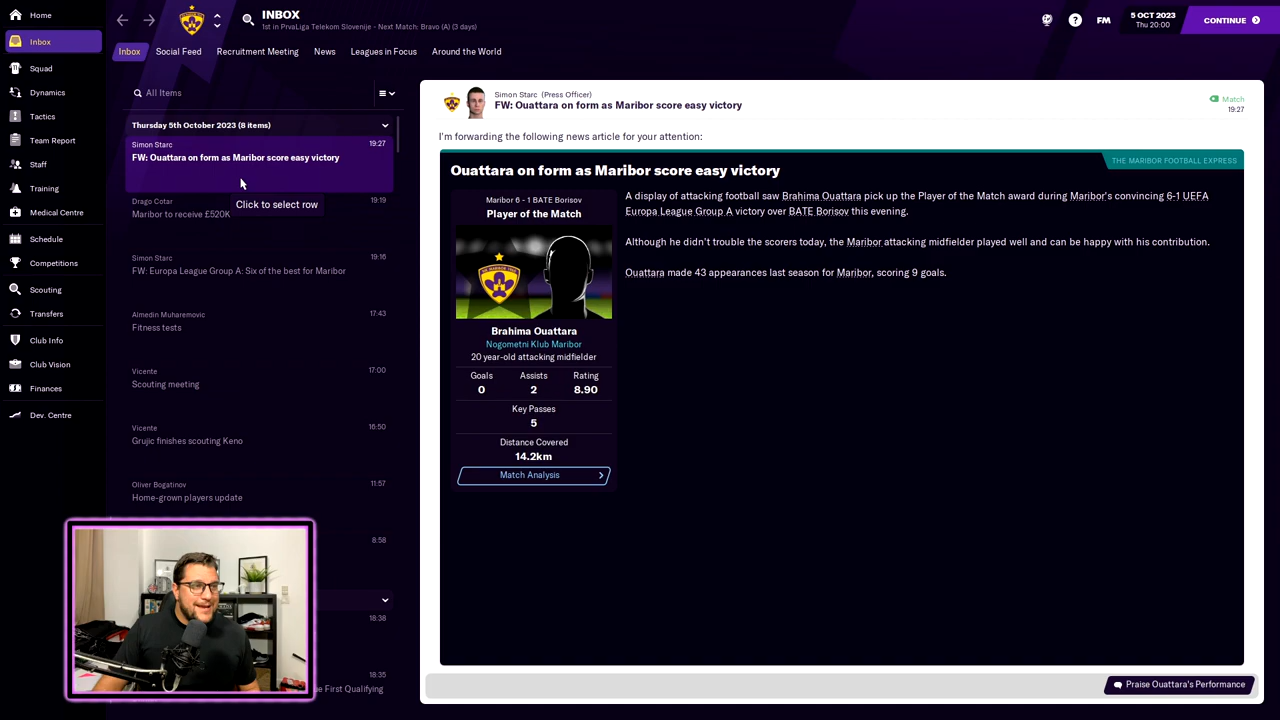 Home
Inbox
Squad
Dynamics
Tactics
Team Report
Staff
Training
Medical Centre
Schedule
Competitions
Scouting
Transfers
Club Info
Club Vision
Finances
Dev. Centre
INBOX
1st in PrvaLiga Telekom Slovenije - Next Match: Bravo (A) (3 days)
?
FM
5 OCT 2023
Thu 20:00
CONTINUE
Inbox
Social Feed
Recruitment Meeting
News
Leagues in Focus
Around the World
All Items
Thursday 5th October 2023 (8 items)
Simon Starc 19:27
FW: Ouattara on form as Maribor score easy victory
Click to select row
Drago Cotar 19:19
Maribor to receive £520K
Simon Starc 19:16
FW: Europa League Group A: Six of the best for Maribor
Almedin Muharemovic 17:43
Fitness tests
Vicente 17:00
Scouting meeting
Vicente 16:50
Grujic finishes scouting Keno
Oliver Bogatinov 11:57
Home-grown players update
8:58
18:38
18:35
ue First Qualifying
Simon Starc (Press Officer)
FW: Ouattara on form as Maribor score easy victory
Match
19:27
I'm forwarding the following news article for your attention:
THE MARIBOR FOOTBALL EXPRESS
Ouattara on form as Maribor score easy victory
Maribor 6 - 1 BATE Borisov
Player of the Match
Brahima Ouattara
Nogometni Klub Maribor
20 year-old attacking midfielder
Goals Assists Rating
0 2 8.90
Key Passes
5
Distance Covered
14.2km
Match Analysis
A display of attacking football saw Brahima Ouattara pick up the Player of the Match award during Maribor's convincing 6-1 UEFA
Europa League Group A victory over BATE Borisov this evening.
Although he didn't trouble the scorers today, the Maribor attacking midfielder played well and can be happy with his contribution.
Ouattara made 43 appearances last season for Maribor, scoring 9 goals.
Praise Ouattara's Performance